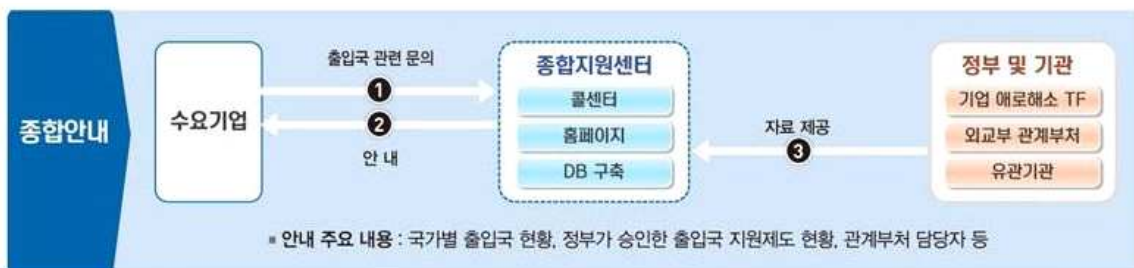 종합안내
수요기업
출입국 관련 문의
❶
❷
안 내
종합지원센터
콜센터
홈페이지
DB 구축
자료 제공
❸
정부 및 기관
기업 애로해소 TF
외교부 관계부처
유관기관
▪ 안내 주요 내용 : 국가별 출입국 현황, 정부가 승인한 출입국 지원제도 현황, 관계부처 담당자 등